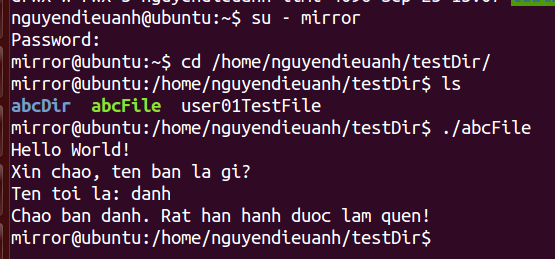 nguyendieuanh@ubuntu:~$ su - mirror
Password:
mirror@ubuntu:~$ cd /home/nguyendieuanh/testDir/
mirror@ubuntu:/home/nguyendieuanh/testDir$ ls
abcDir abcFile user01TestFile
mirror@ubuntu:/home/nguyendieuanh/testDir$ ./abcFile
Hello World!
Xin chao, ten ban la gi?
Ten toi la: danh
Chao ban danh. Rat han hanh duoc lam quen!
mirror@ubuntu:/home/nguyendieuanh/testDir$